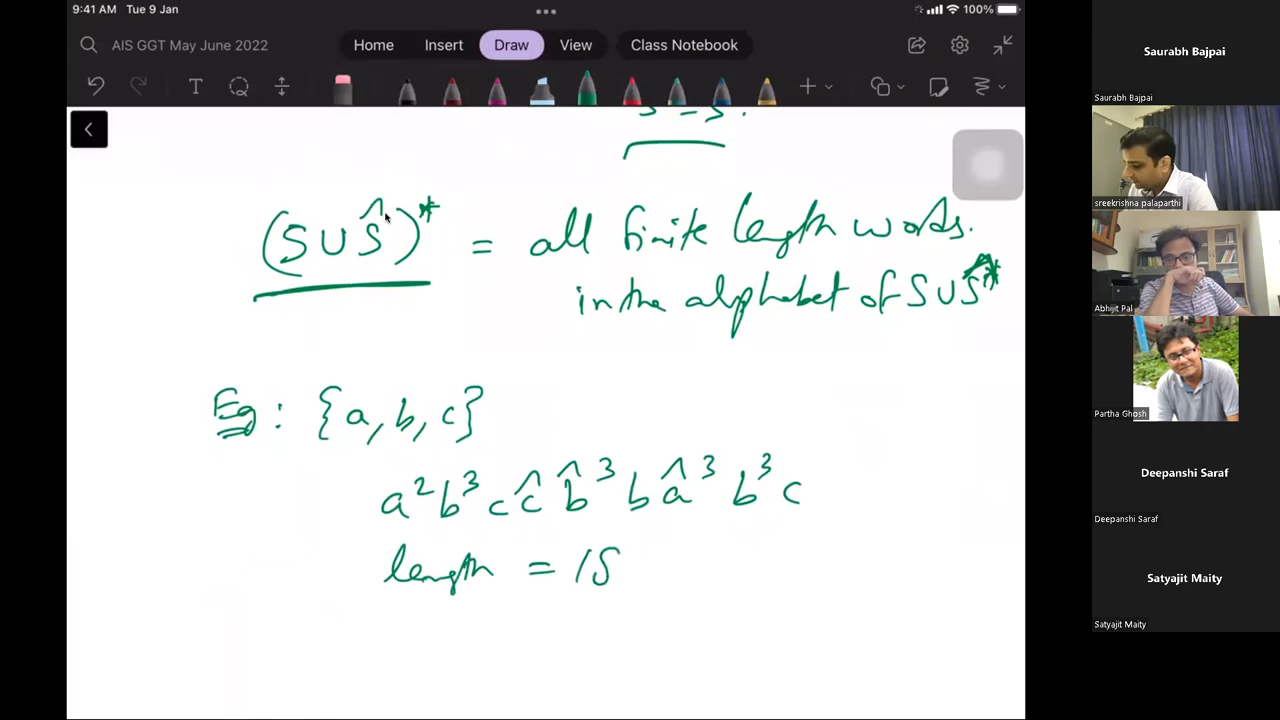 9:41 AM Tue 9 Jan
100%
AIS GGT May June 2022
Home Insert Draw View Class Notebook
(S ∪ Ŝ)* = all finite length words.
in the alphabet of S ∪ Ŝ
Eg: {a, b, c}
a²b³cĉb̂³bâ³b³c
length = 15
Saurabh Bajpai
Saurabh Bajpai
sreekrishna palaparthi
Abhijit Pal
Partha Ghosh
Deepanshi Saraf
Deepanshi Saraf
Satyajit Maity
Satyajit Maity